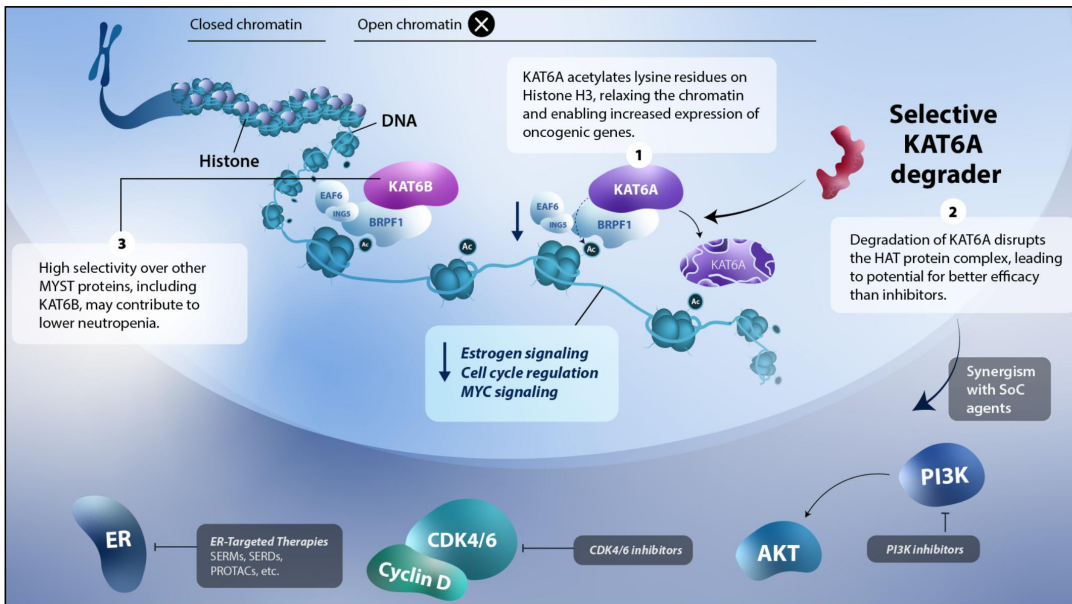 Closed chromatin
Open chromatin
DNA
Histone
KAT6A acetylates lysine residues on
Histone H3, relaxing the chromatin
and enabling increased expression of
oncogenic genes.
1
Selective
KAT6A
degrader
KAT6B
EAF6
ING5
BRPF1
Ac
KAT6A
EAF6
ING5
BRPF1
Ac
KAT6A
Ac
Ac
2
Degradation of KAT6A disrupts
the HAT protein complex, leading
to potential for better efficacy
than inhibitors.
3
High selectivity over other
MYST proteins, including
KAT6B, may contribute to
lower neutropenia.
Estrogen signaling
Cell cycle regulation
MYC signaling
Synergism
with SoC
agents
ER
ER-Targeted Therapies
SERMs, SERDs,
PROTACs, etc.
CDK4/6
Cyclin D
CDK4/6 inhibitors
AKT
PI3K
PI3K inhibitors